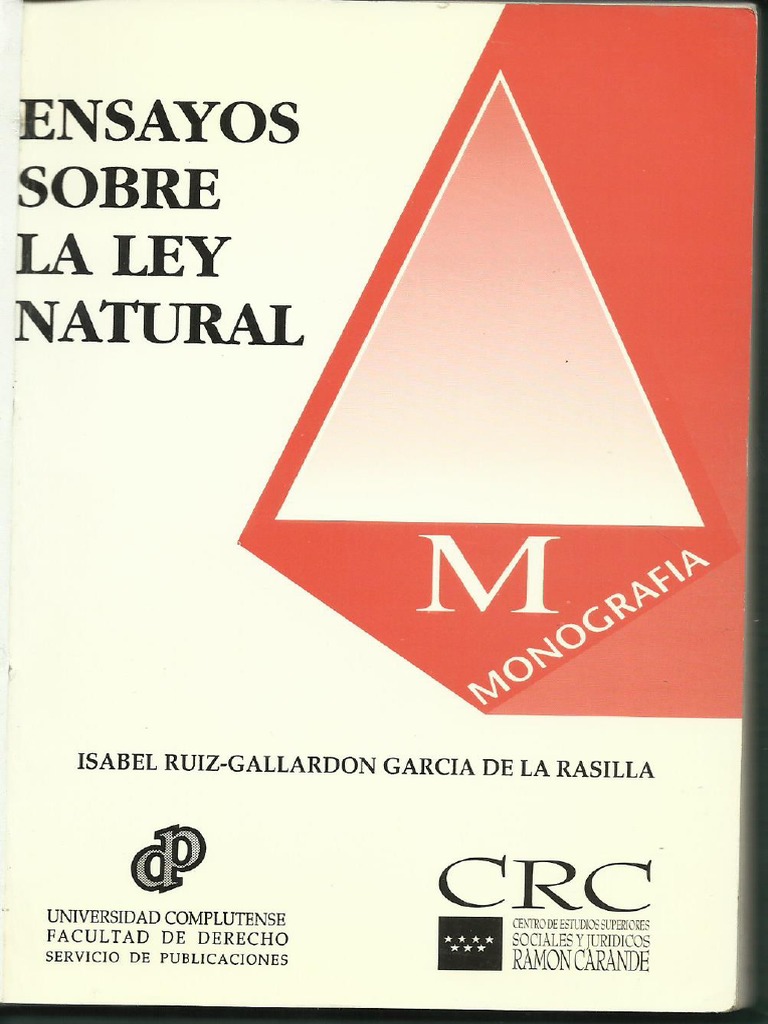 ENSAYOS
SOBRE
LA LEY
NATURAL
M
MONOGRAFIA
ISABEL RUIZ-GALLARDON GARCIA DE LA RASILLA
dp
UNIVERSIDAD COMPLUTENSE
FACULTAD DE DERECHO
SERVICIO DE PUBLICACIONES
CRC
CENTRO DE ESTUDIOS SUPERIORES
SOCIALES Y JURIDICOS
RAMON CARANDE